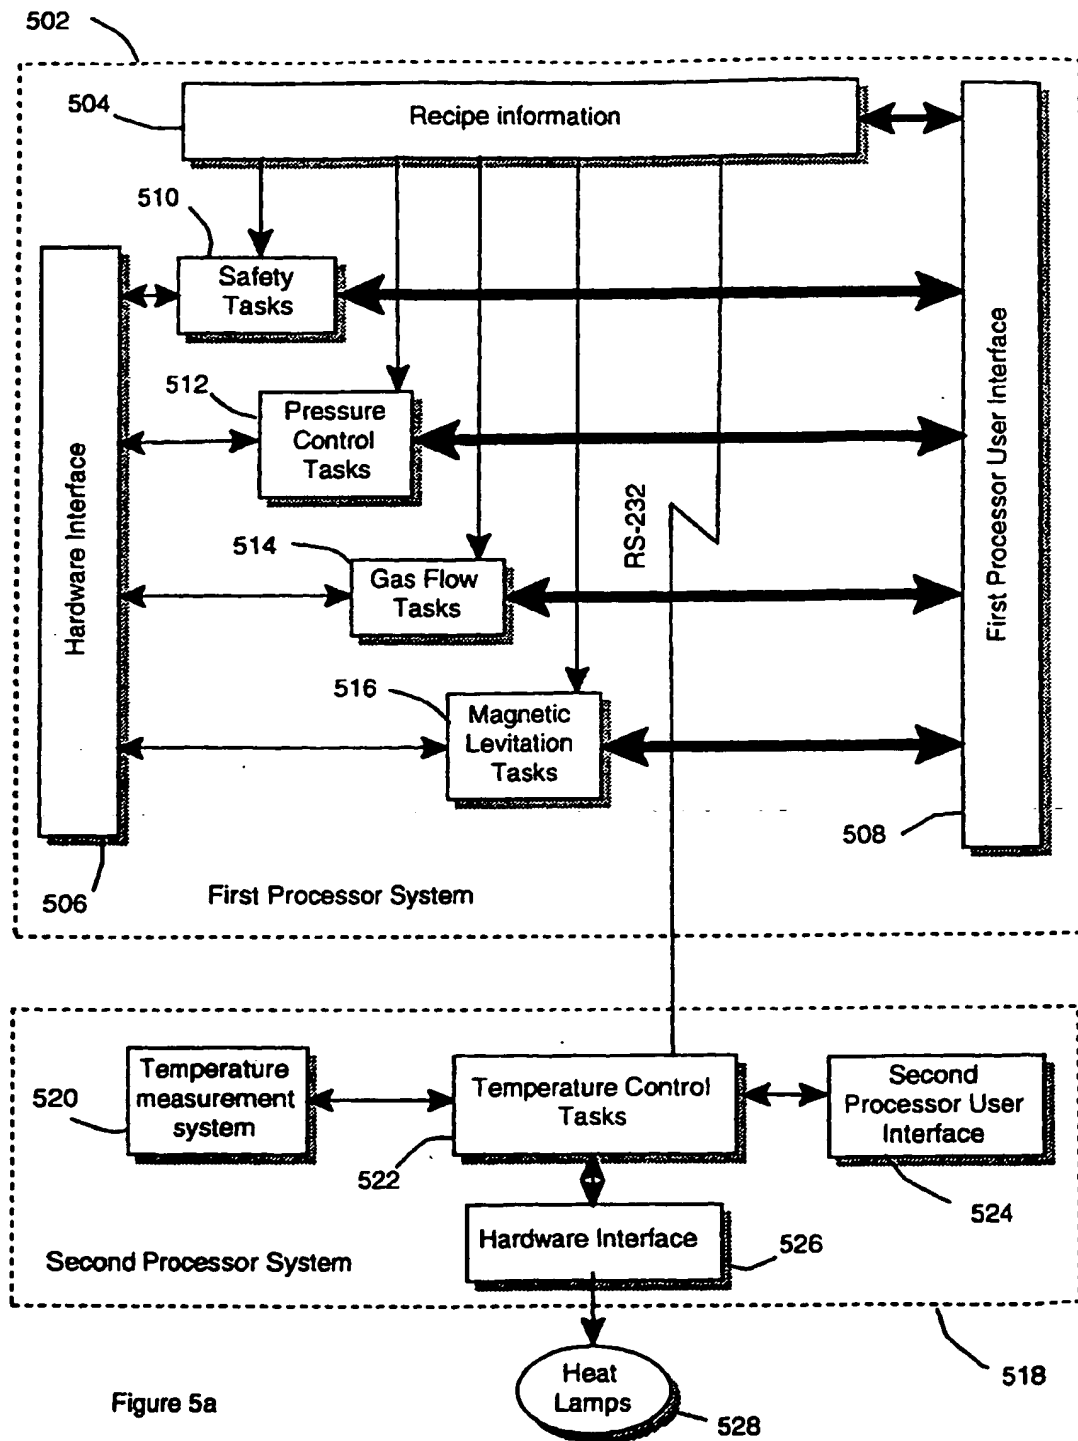 502
504
Recipe information
510
Safety
Tasks
512
Pressure
Control
Tasks
514
Gas Flow
Tasks
516
Magnetic
Levitation
Tasks
Hardware Interface
RS-232
First Processor User Interface
506
508
First Processor System
Temperature
measurement
system
520
Temperature Control
Tasks
522
Second
Processor User
Interface
524
Hardware Interface
526
Second Processor System
518
Heat
Lamps
528
Figure 5a